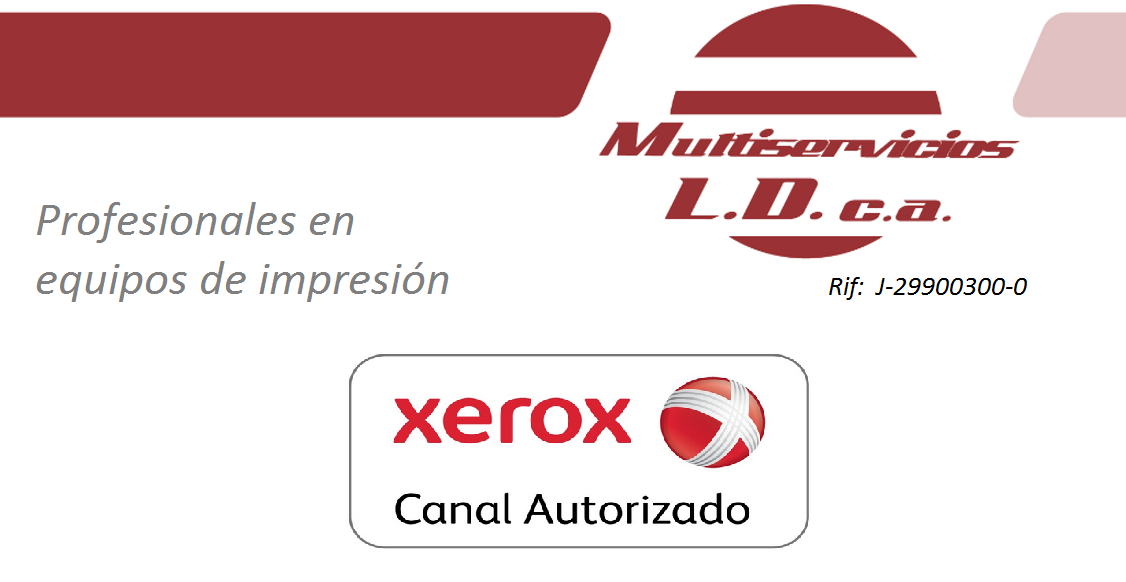 Multiservicios
L.D. c.a.
Profesionales en
equipos de impresión
Rif: J-29900300-0
xerox
Canal Autorizado